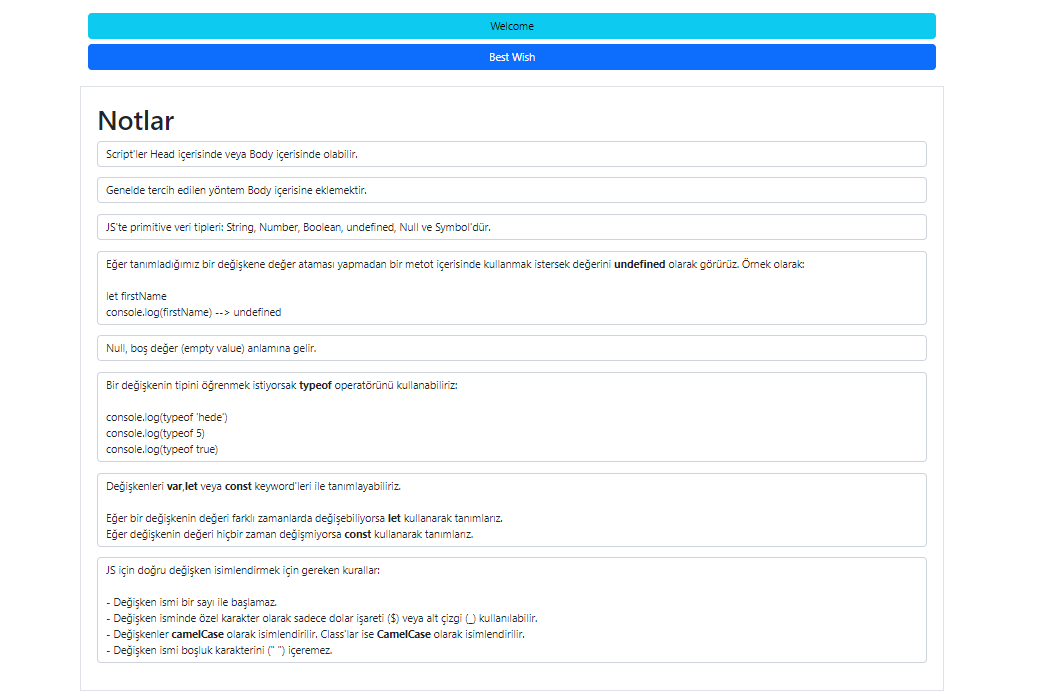 Welcome
Best Wish
Notlar
Script'ler Head içerisinde veya Body içerisinde olabilir.
Genelde tercih edilen yöntem Body içerisine eklemektir.
JS'te primitive veri tipleri: String, Number, Boolean, undefined, Null ve Symbol'dür.
Eğer tanımladığımız bir değişkene değer ataması yapmadan bir metot içerisinde kullanmak istersek değerini undefined olarak görürüz. Örnek olarak:
let firstName
console.log(firstName) --> undefined
Null, boş değer (empty value) anlamına gelir.
Bir değişkenin tipini öğrenmek istiyorsak typeof operatörünü kullanabiliriz:
console.log(typeof 'hede')
console.log(typeof 5)
console.log(typeof true)
Değişkenleri var,let veya const keyword'leri ile tanımlayabiliriz.
Eğer bir değişkenin değeri farklı zamanlarda değişebiliyorsa let kullanarak tanımlarız.
Eğer değişkenin değeri hiçbir zaman değişmiyorsa const kullanarak tanımlarız.
JS için doğru değişken isimlendirmek için gereken kurallar:
- Değişken ismi bir sayı ile başlamaz.
- Değişken isminde özel karakter olarak sadece dolar işareti ($) veya alt çizgi (_) kullanılabilir.
- Değişkenler camelCase olarak isimlendirilir. Class'lar ise CamelCase olarak isimlendirilir.
- Değişken ismi boşluk karakterini (" ") içeremez.